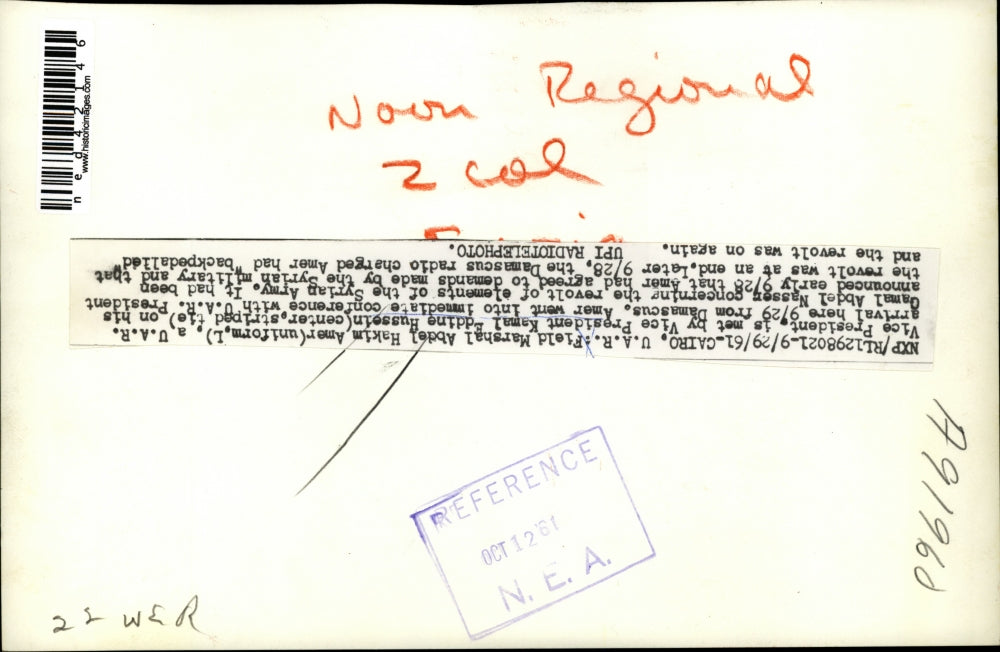 ned42146
www.historicimages.com
Noon Regional
2 col
NXP/RL1298021-9/29/61-CAIRO, U.A.R.:Field Marshal Abdel Hakim Amer(uniform,L), a U.A.R.
Vice President, is met by Vice President Kamal Eddine Hussein(center,striped tie) on his
arrival here 9/29 from Damascus. Amer went into immediate conference with U.A.R. President
Gamal Abdel Nasser concerning the revolt of elements of the Syrian Army. It had been
announced early 9/28 that Amer had agreed to demands made by the Syrian military and that
the revolt was at an end.Later 9/28, the Damascus radio charged Amer had "backpedalled
and the revolt was on again.
UPI RADIOTELEPHOTO.
REFERENCE
OCT 12 '61
N. E. A.
A91960
22 WER